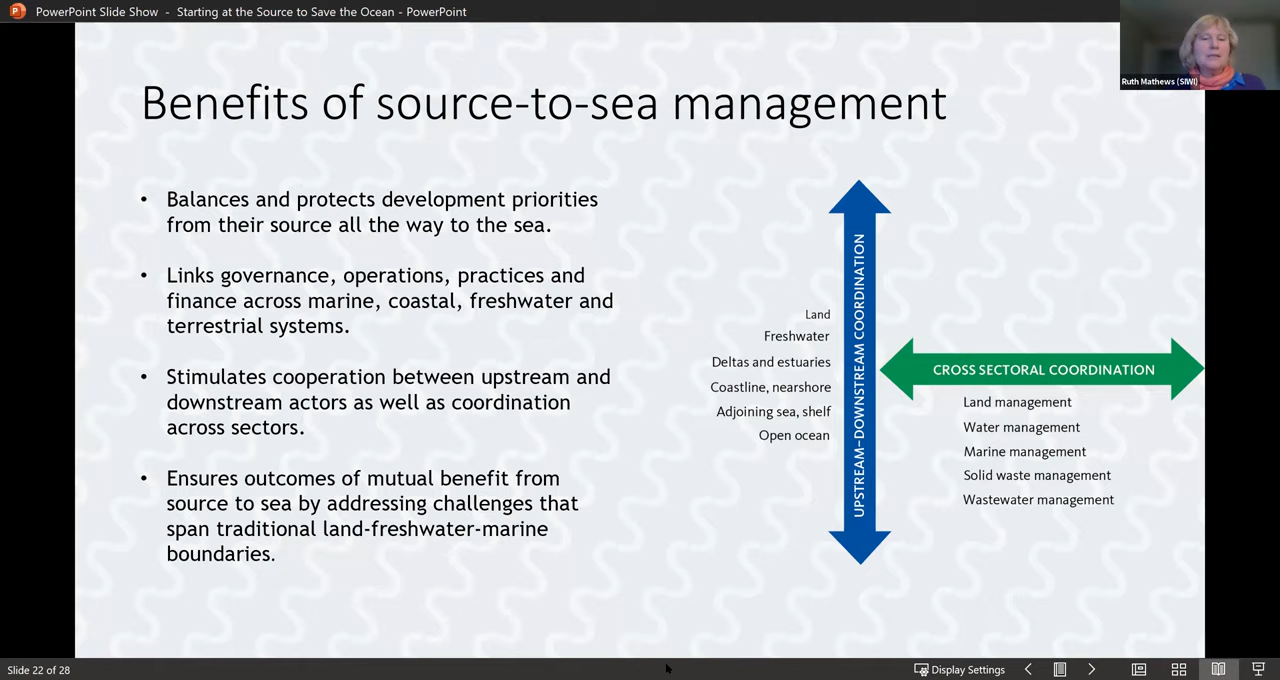 PowerPoint Slide Show - Starting at the Source to Save the Ocean - PowerPoint
Ruth Mathews (SIWI)
Benefits of source-to-sea management
• Balances and protects development priorities
from their source all the way to the sea.
• Links governance, operations, practices and
finance across marine, coastal, freshwater and
terrestrial systems.
• Stimulates cooperation between upstream and
downstream actors as well as coordination
across sectors.
• Ensures outcomes of mutual benefit from
source to sea by addressing challenges that
span traditional land-freshwater-marine
boundaries.
Land
Freshwater
Deltas and estuaries
Coastline, nearshore
Adjoining sea, shelf
Open ocean
UPSTREAM–DOWNSTREAM COORDINATION
CROSS SECTORAL COORDINATION
Land management
Water management
Marine management
Solid waste management
Wastewater management
Slide 22 of 28
Display Settings